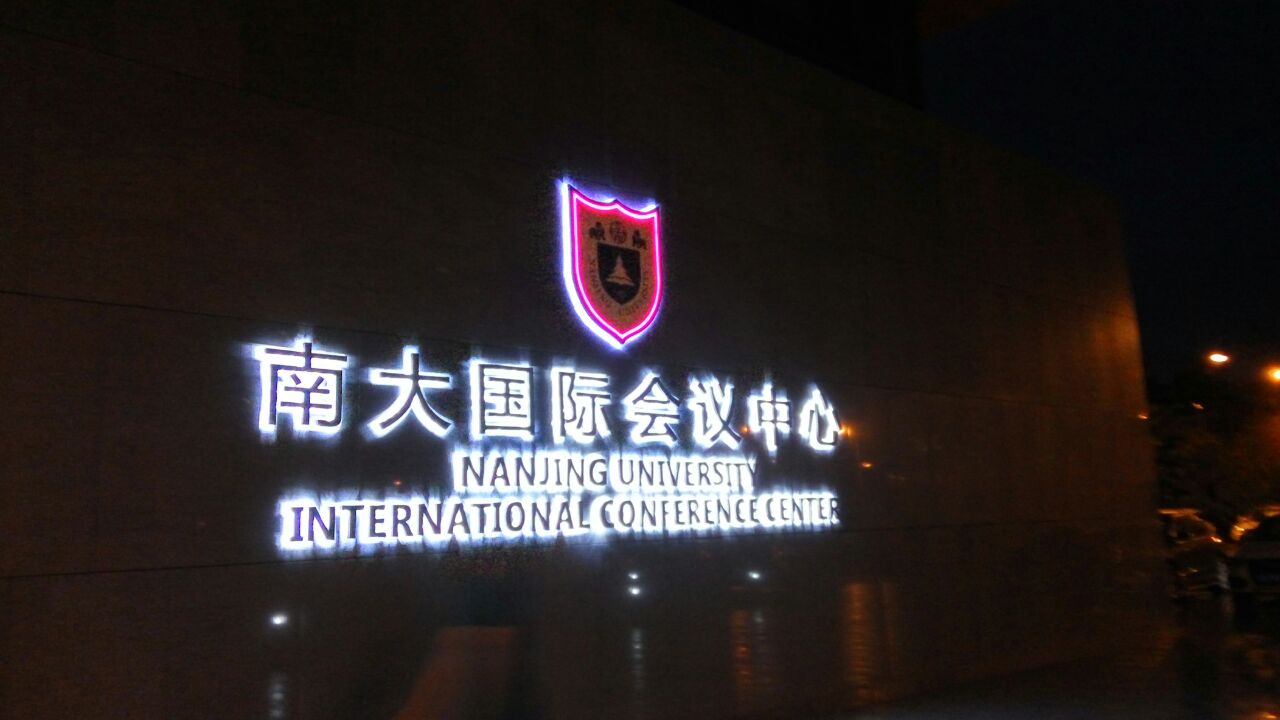 南大国际会议中心
NANJING UNIVERSITY
INTERNATIONAL CONFERENCE CENTER